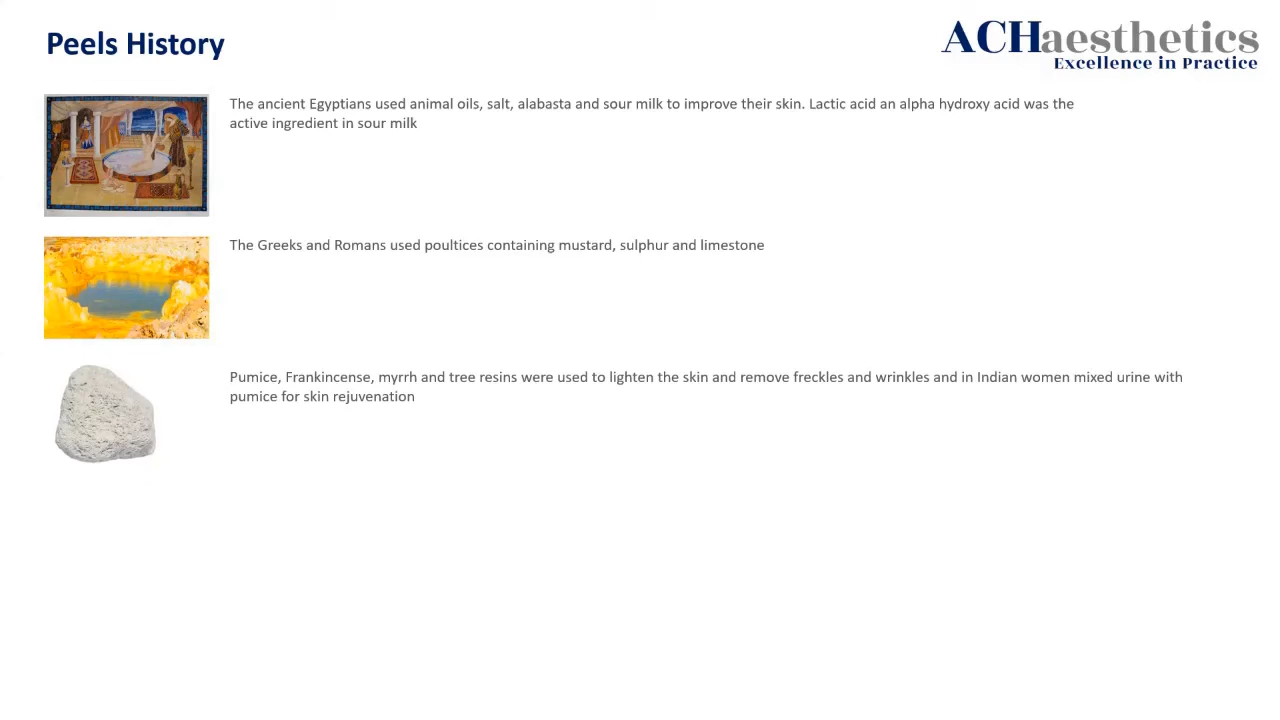 Peels History
ACHaesthetics
Excellence in Practice
The ancient Egyptians used animal oils, salt, alabasta and sour milk to improve their skin. Lactic acid an alpha hydroxy acid was the
active ingredient in sour milk
The Greeks and Romans used poultices containing mustard, sulphur and limestone
Pumice, Frankincense, myrrh and tree resins were used to lighten the skin and remove freckles and wrinkles and in Indian women mixed urine with
pumice for skin rejuvenation